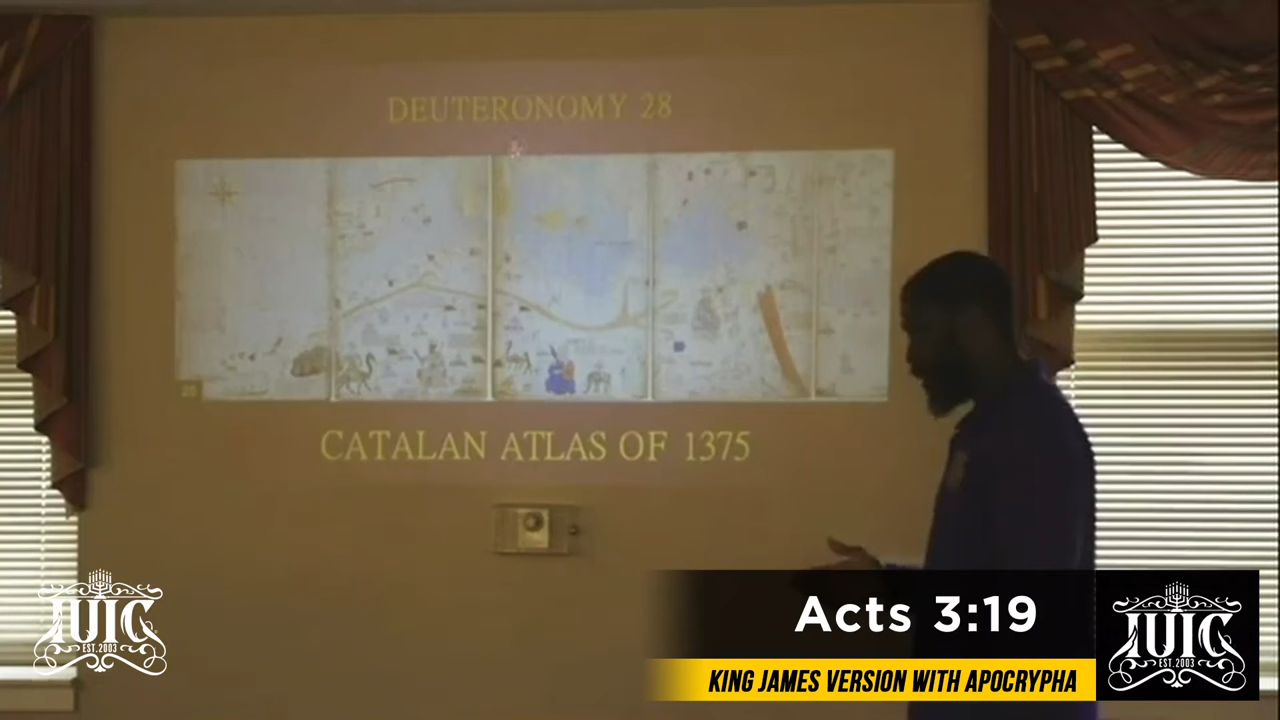 DEUTERONOMY 28
CATALAN ATLAS OF 1375
IUIC
EST. 2003
Acts 3:19
KING JAMES VERSION WITH APOCRYPHA
IUIC
EST. 2003